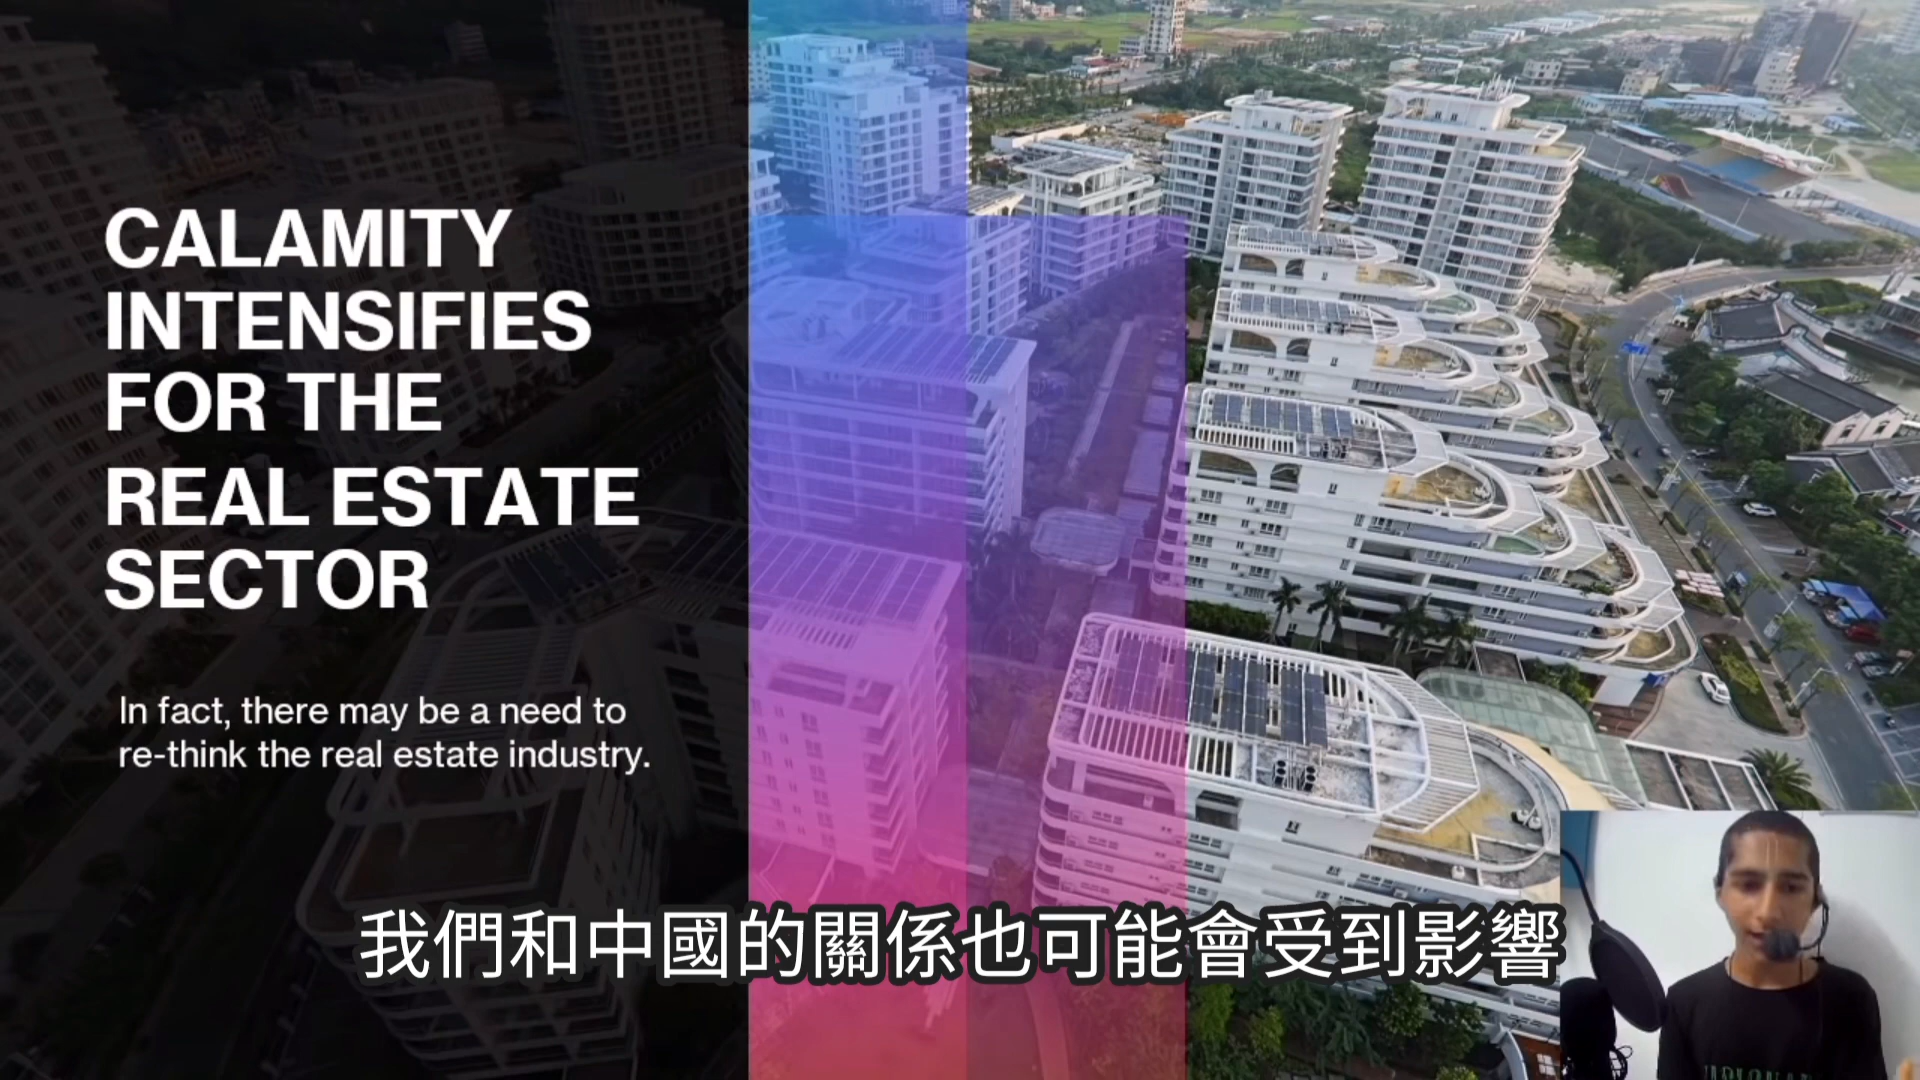 CALAMITY
INTENSIFIES
FOR THE
REAL ESTATE
SECTOR
In fact, there may be a need to
re-think the real estate industry.
我們和中國的關係也可能會受到影響